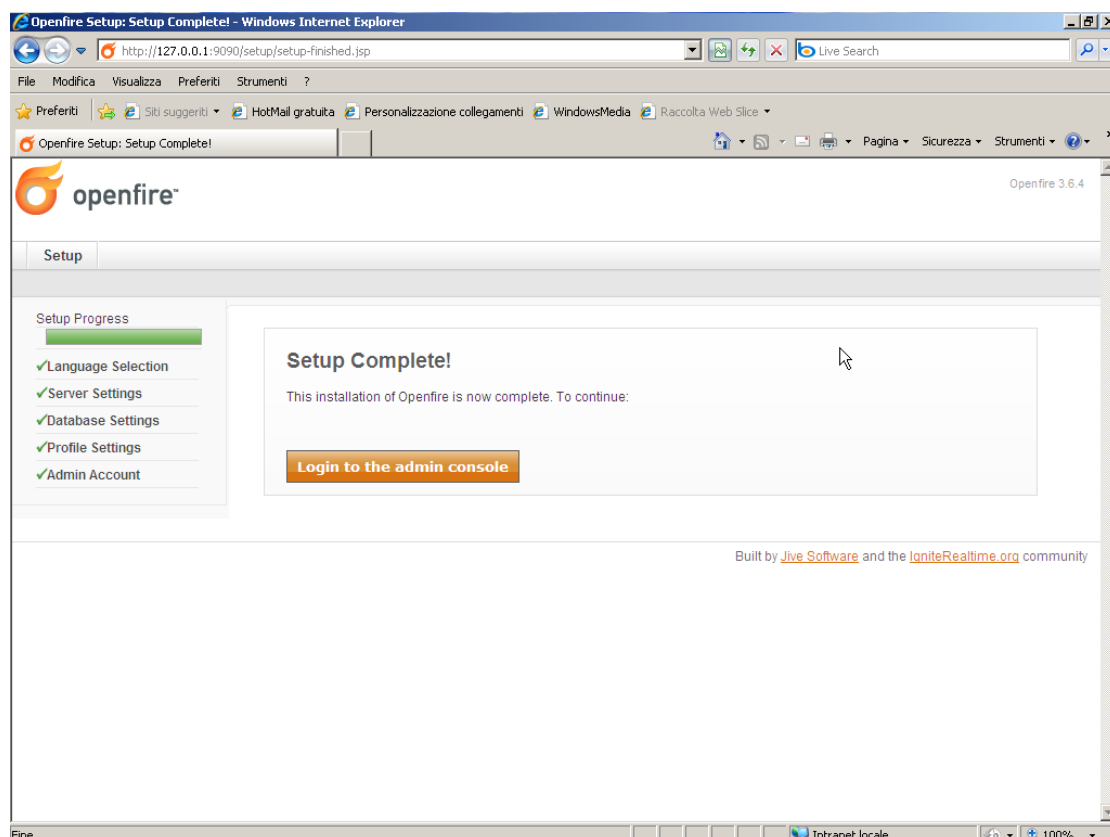 Openfire Setup: Setup Complete! - Windows Internet Explorer
http://127.0.0.1:9090/setup/setup-finished.jsp
Live Search
File Modifica Visualizza Preferiti Strumenti ?
Preferiti Siti suggeriti HotMail gratuita Personalizzazione collegamenti WindowsMedia Raccolta Web Slice
Openfire Setup: Setup Complete!
Pagina Sicurezza Strumenti
openfire™
Openfire 3.6.4
Setup
Setup Progress
✓Language Selection
✓Server Settings
✓Database Settings
✓Profile Settings
✓Admin Account
Setup Complete!
This installation of Openfire is now complete. To continue:
Login to the admin console
Built by Jive Software and the IgniteRealtime.org community
Fine
Intranet locale
100%